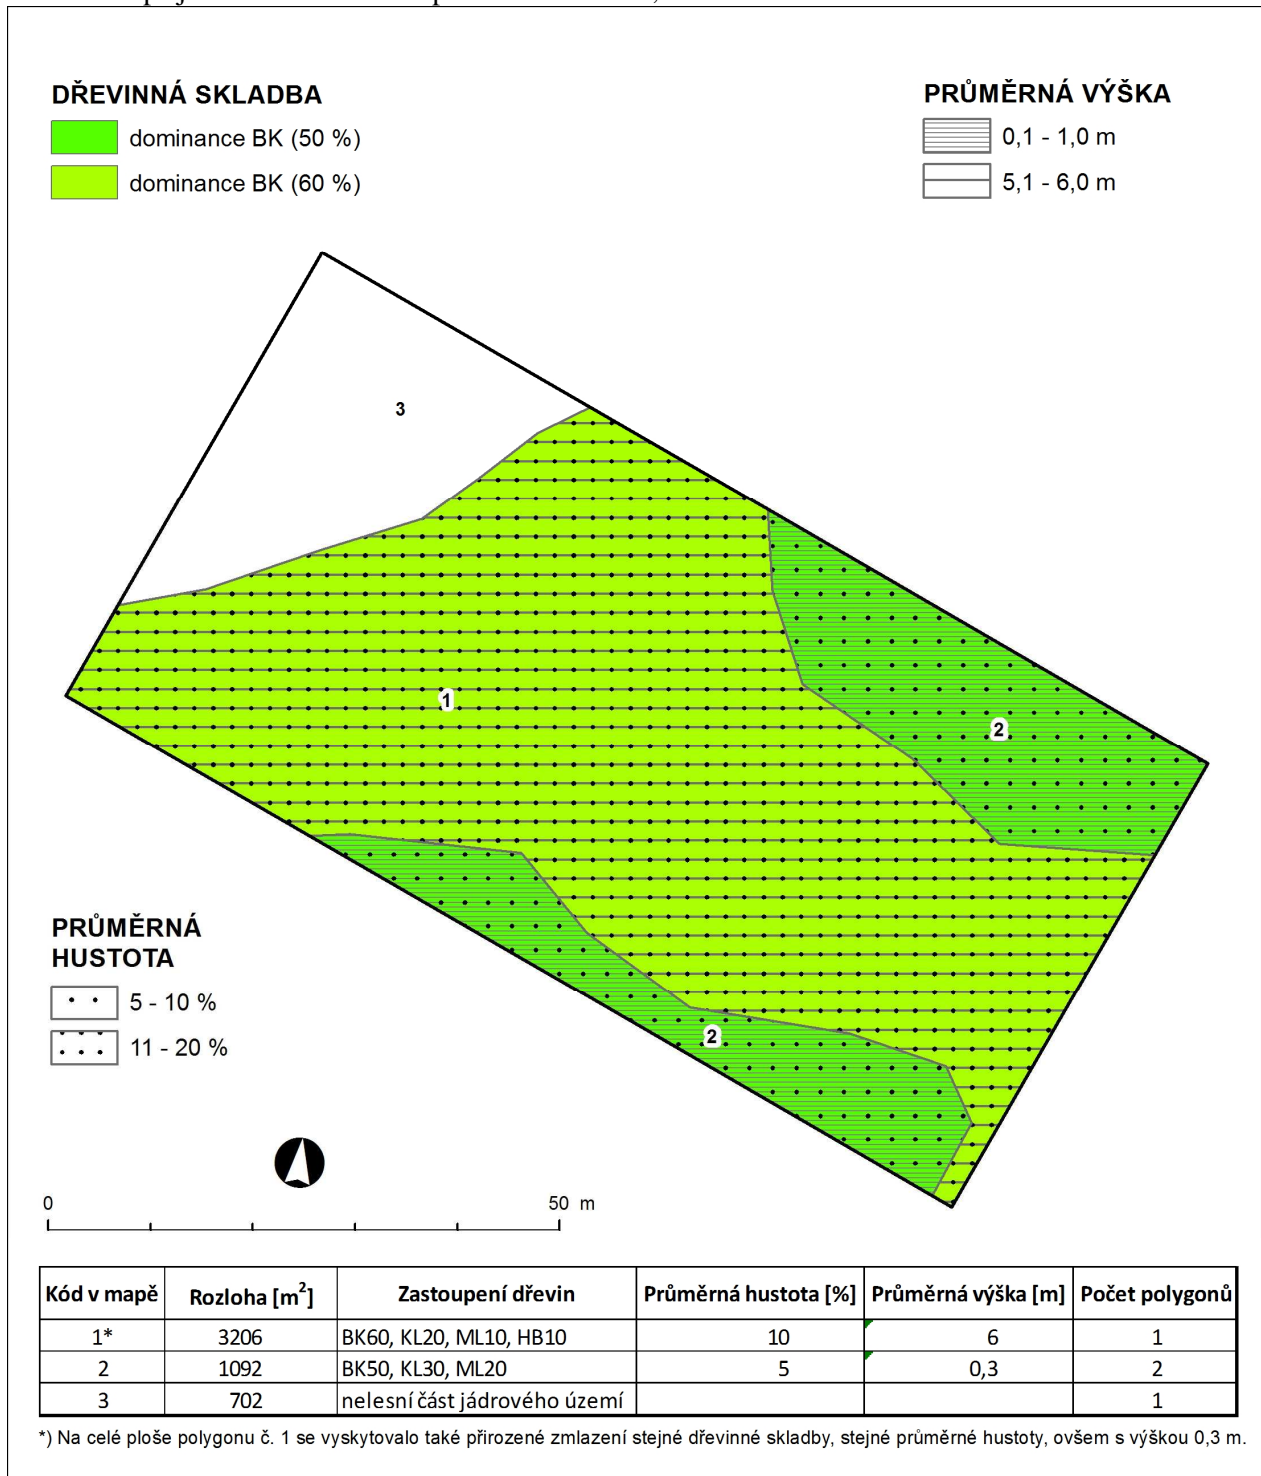 DŘEVINNÁ SKLADBA
dominance BK (50 %)
dominance BK (60 %)
PRŮMĚRNÁ VÝŠKA
0,1 - 1,0 m
5,1 - 6,0 m
3
1
2
2
PRŮMĚRNÁ
HUSTOTA
5 - 10 %
11 - 20 %
0 50 m
Kód v mapě Rozloha [m²] Zastoupení dřevin Průměrná hustota [%] Průměrná výška [m] Počet polygonů
1* 3206 BK60, KL20, ML10, HB10 10 6 1
2 1092 BK50, KL30, ML20 5 0,3 2
3 702 nelesní část jádrového území 1
*) Na celé ploše polygonu č. 1 se vyskytovalo také přirozené zmlazení stejné dřevinné skladby, stejné průměrné hustoty, ovšem s výškou 0,3 m.